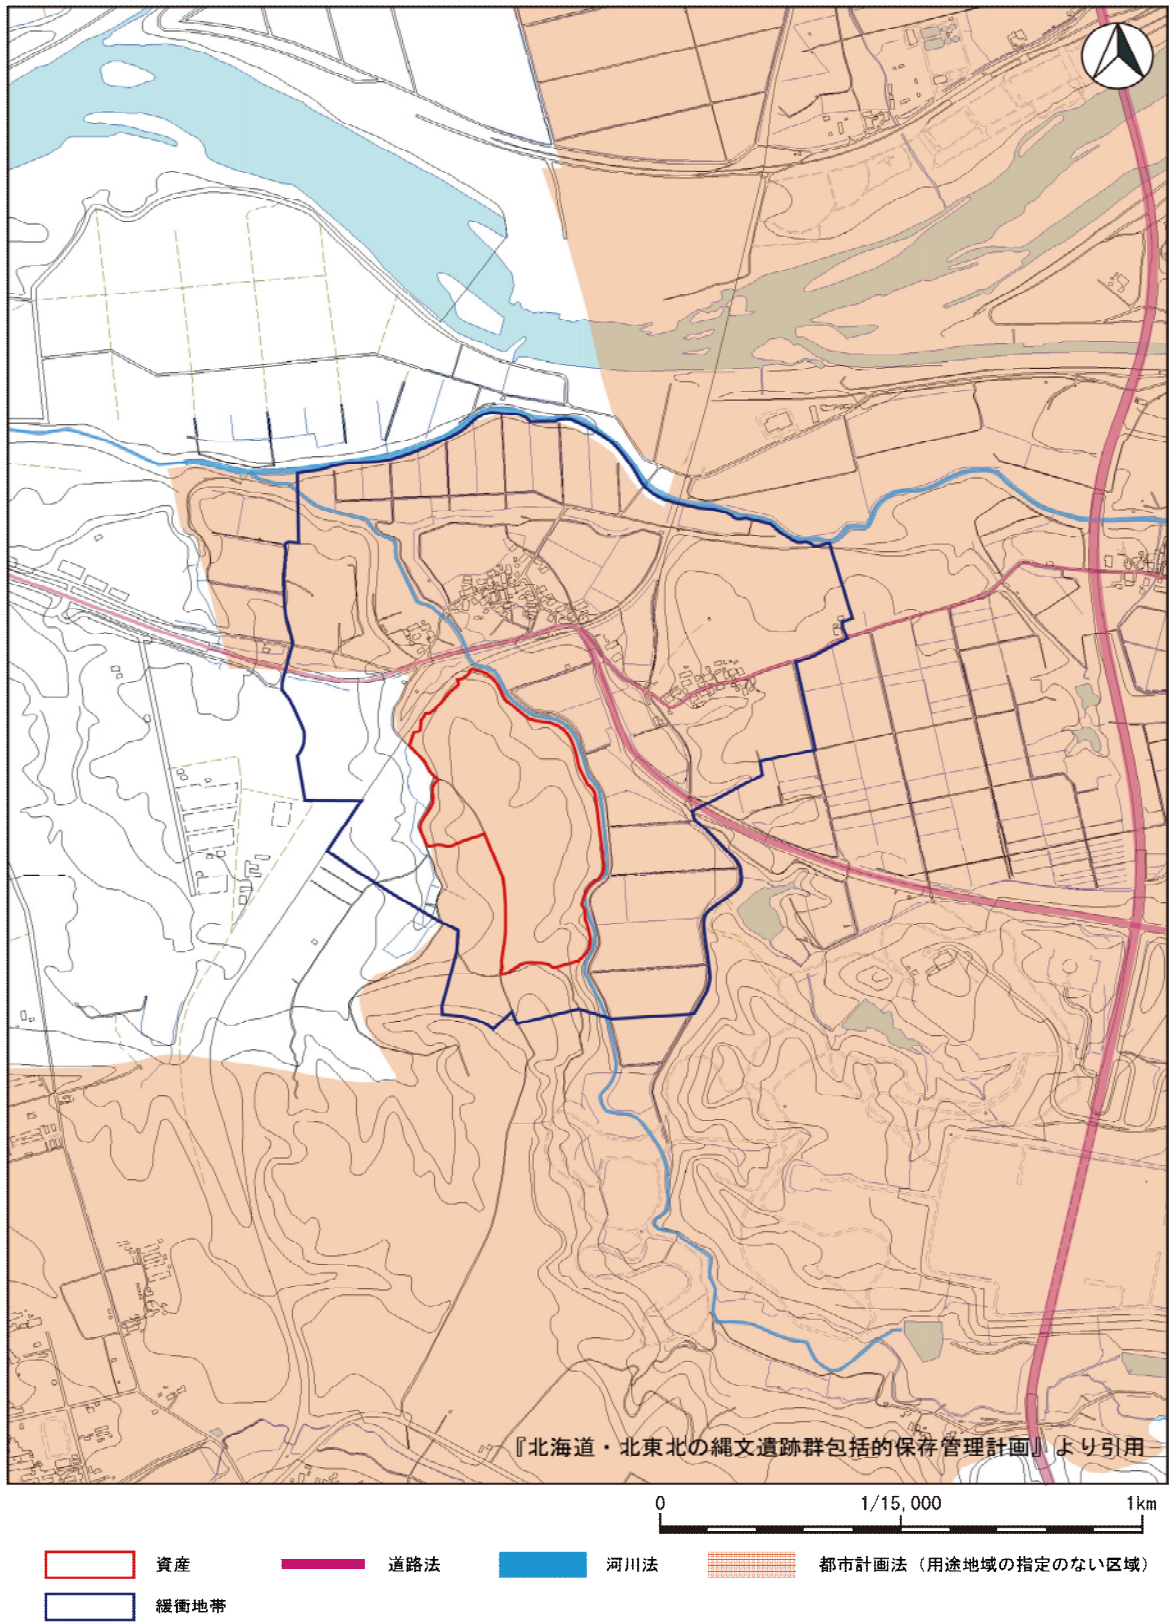 『北海道・北東北の縄文遺跡群包括的保存管理計画』より引用
0 1/15,000 1km
資産 道路法 河川法 都市計画法（用途地域の指定のない区域）
緩衝地帯